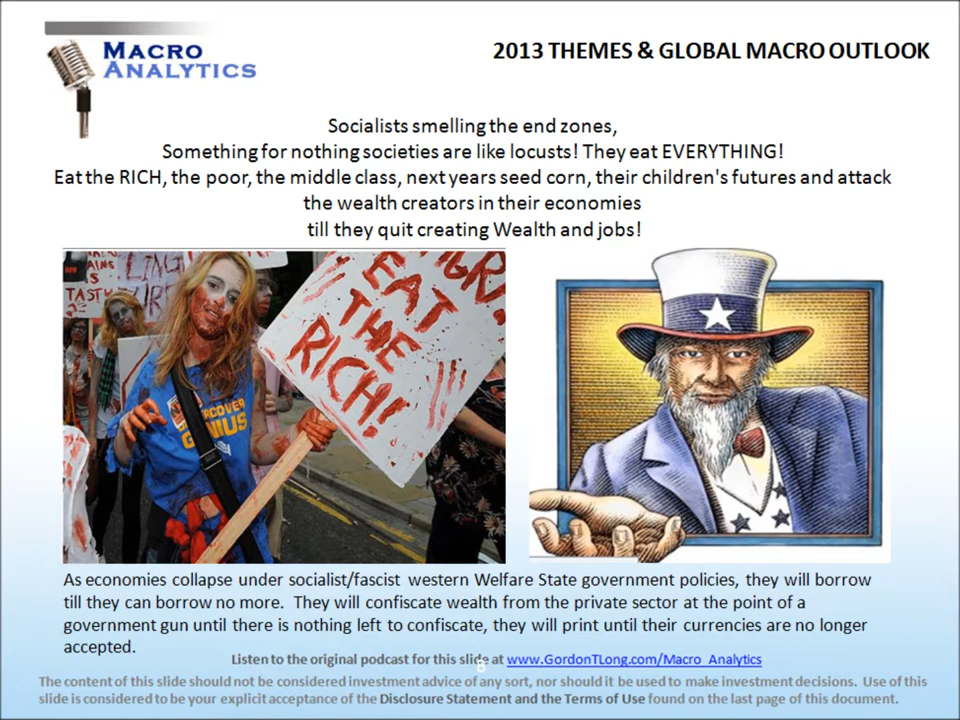 MACRO
ANALYTICS
2013 THEMES & GLOBAL MACRO OUTLOOK
Socialists smelling the end zones,
Something for nothing societies are like locusts! They eat EVERYTHING!
Eat the RICH, the poor, the middle class, next years seed corn, their children's futures and attack
the wealth creators in their economies
till they quit creating Wealth and jobs!
TASTY
EAT
THE
RICH!
GENIUS
As economies collapse under socialist/fascist western Welfare State government policies, they will borrow
till they can borrow no more. They will confiscate wealth from the private sector at the point of a
government gun until there is nothing left to confiscate, they will print until their currencies are no longer
accepted.
Listen to the original podcast for this slide at www.GordonTLong.com/Macro_Analytics
8
The content of this slide should not be considered investment advice of any sort, nor should it be used to make investment decisions. Use of this
slide is considered to be your explicit acceptance of the Disclosure Statement and the Terms of Use found on the last page of this document.